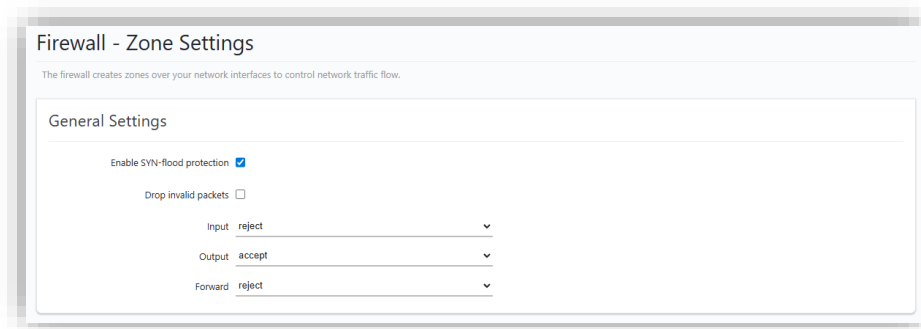 Firewall - Zone Settings
The firewall creates zones over your network interfaces to control network traffic flow.
General Settings
Enable SYN-flood protection
Drop invalid packets
Input reject
Output accept
Forward reject